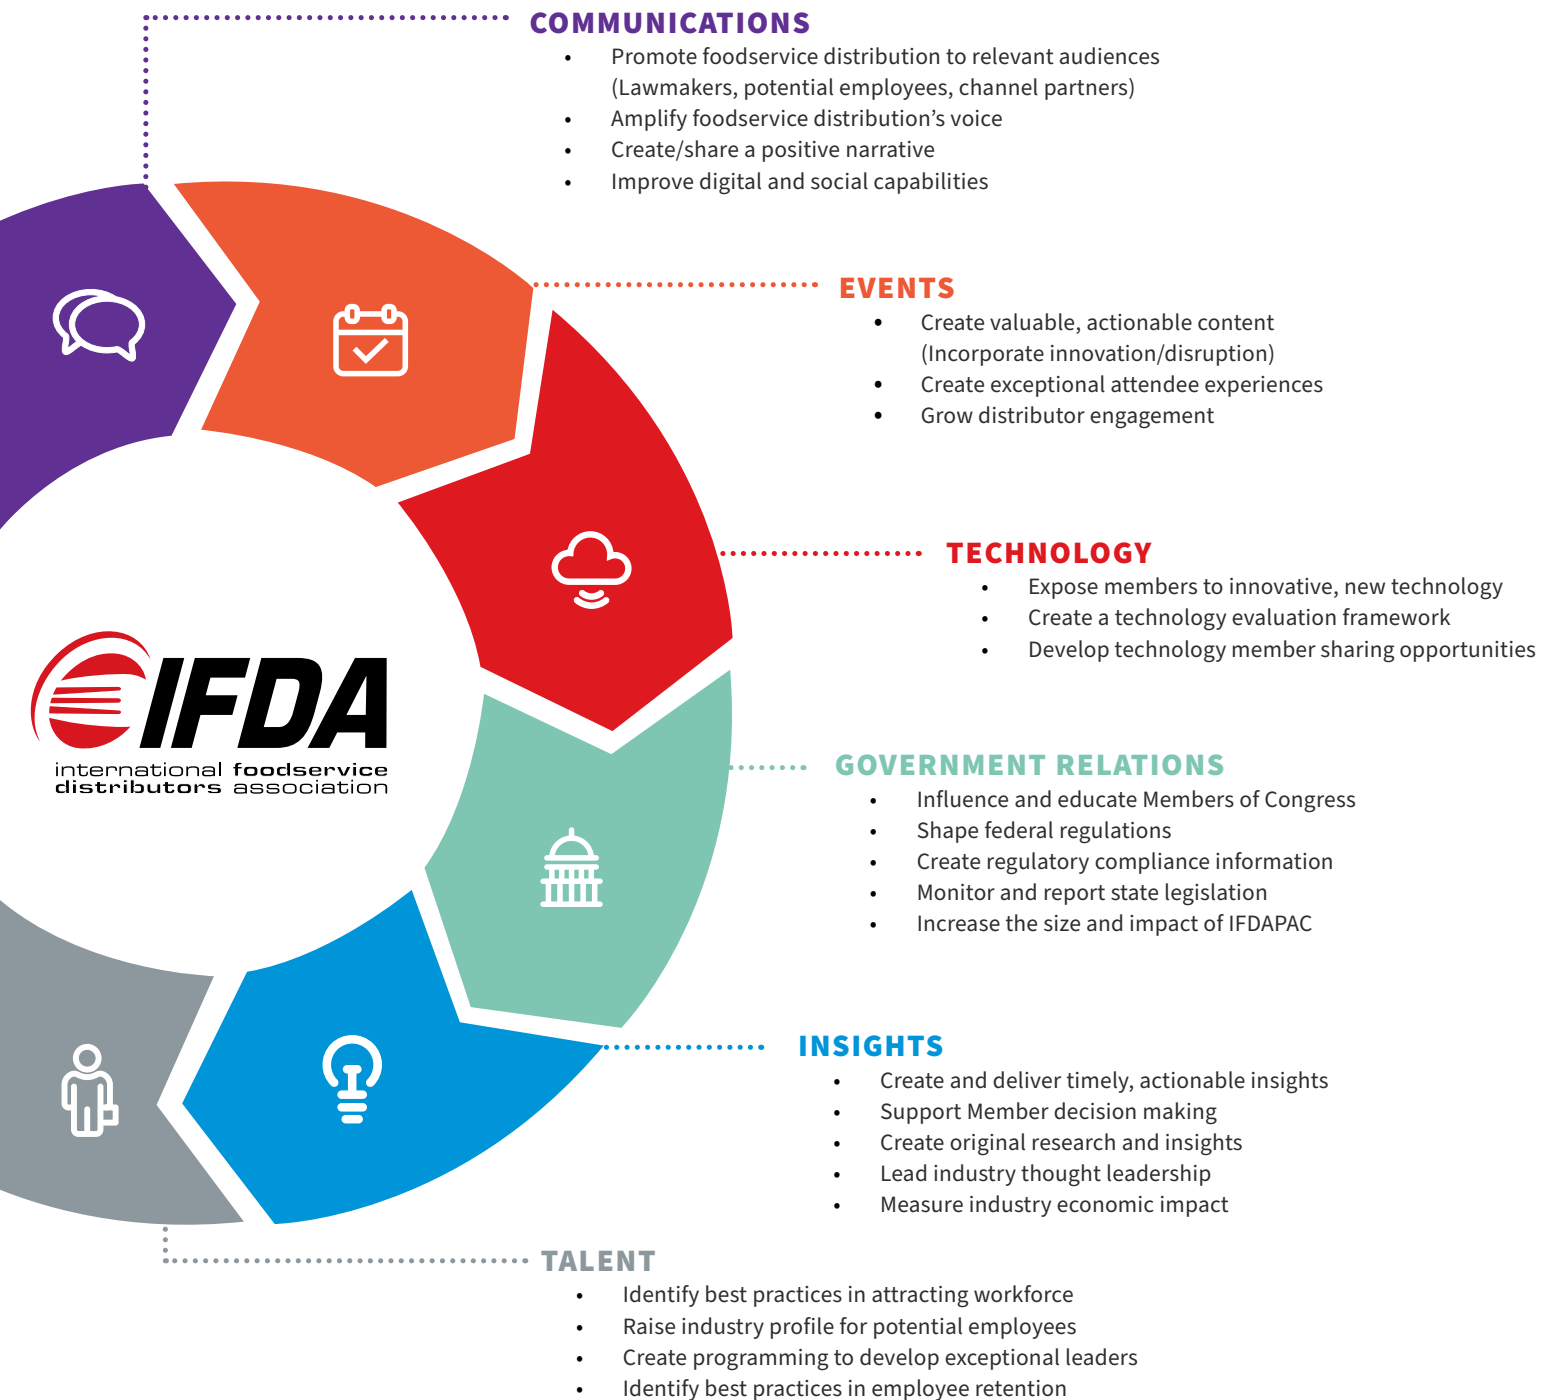 COMMUNICATIONS
• Promote foodservice distribution to relevant audiences
(Lawmakers, potential employees, channel partners)
• Amplify foodservice distribution’s voice
• Create/share a positive narrative
• Improve digital and social capabilities
EVENTS
• Create valuable, actionable content
(Incorporate innovation/disruption)
• Create exceptional attendee experiences
• Grow distributor engagement
TECHNOLOGY
• Expose members to innovative, new technology
• Create a technology evaluation framework
• Develop technology member sharing opportunities
IFDA
international foodservice
distributors association
GOVERNMENT RELATIONS
• Influence and educate Members of Congress
• Shape federal regulations
• Create regulatory compliance information
• Monitor and report state legislation
• Increase the size and impact of IFDAPAC
INSIGHTS
• Create and deliver timely, actionable insights
• Support Member decision making
• Create original research and insights
• Lead industry thought leadership
• Measure industry economic impact
TALENT
• Identify best practices in attracting workforce
• Raise industry profile for potential employees
• Create programming to develop exceptional leaders
• Identify best practices in employee retention